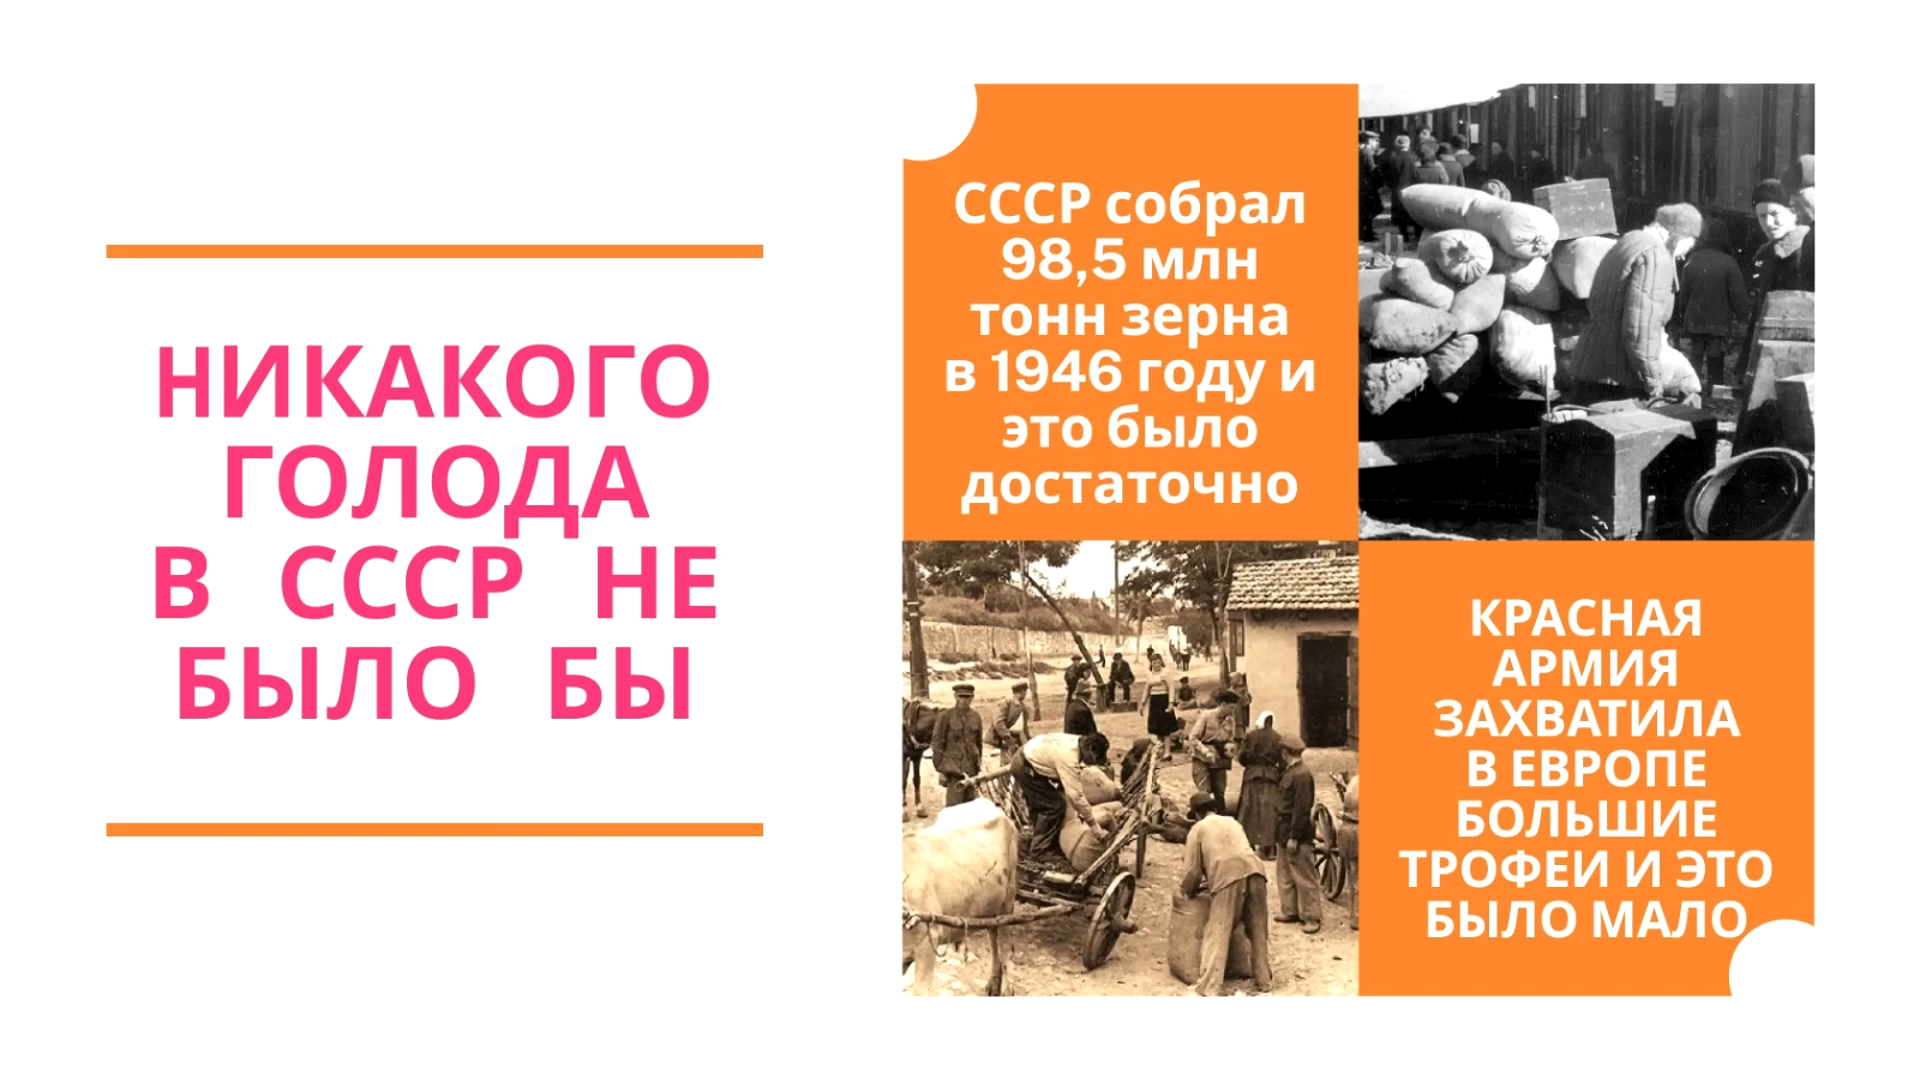 НИКАКОГО
ГОЛОДА
В СССР НЕ
БЫЛО БЫ
СССР собрал
98,5 млн
тонн зерна
в 1946 году и
это было
достаточно
КРАСНАЯ
АРМИЯ
ЗАХВАТИЛА
В ЕВРОПЕ
БОЛЬШИЕ
ТРОФЕИ И ЭТО
БЫЛО МАЛО